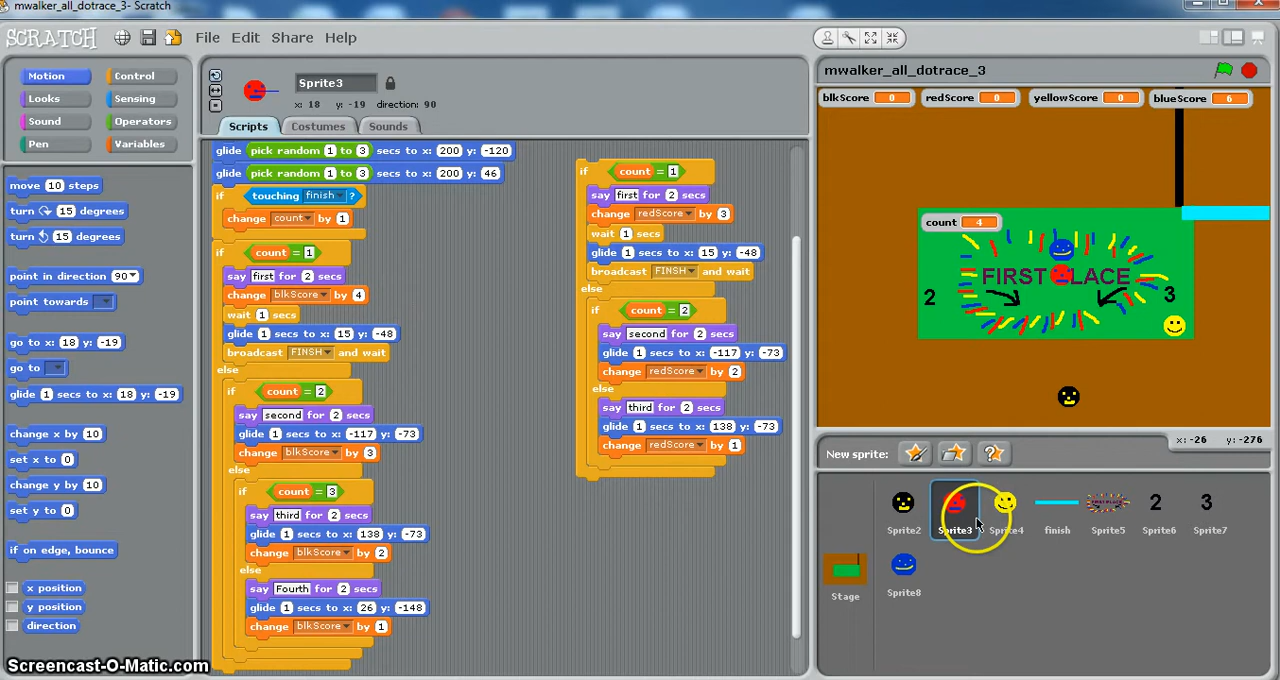 mwalker_all_dotrace_3 - Scratch
SCRATCH File Edit Share Help
Motion Control
Looks Sensing
Sound Operators
Pen Variables
move 10 steps
turn 15 degrees
turn 15 degrees
point in direction 90
point towards
go to x: 18 y: -19
go to
glide 1 secs to x: 18 y: -19
change x by 10
set x to 0
change y by 10
set y to 0
if on edge, bounce
x position
y position
direction
Screencast-O-Matic.com
Sprite3
x: 18 y: -19 direction: 90
Scripts Costumes Sounds
glide pick random 1 to 3 secs to x: 200 y: -120
glide pick random 1 to 3 secs to x: 200 y: 46
if touching finish ?
change count by 1
if count = 1
say first for 2 secs
change blkScore by 4
wait 1 secs
glide 1 secs to x: 15 y: -48
broadcast FINSH and wait
else
if count = 2
say second for 2 secs
glide 1 secs to x: -117 y: -73
change blkScore by 3
else
if count = 3
say third for 2 secs
glide 1 secs to x: 138 y: -73
change blkScore by 2
else
say Fourth for 2 secs
glide 1 secs to x: 26 y: -148
change blkScore by 1
if count = 1
say first for 2 secs
change redScore by 3
wait 1 secs
glide 1 secs to x: 15 y: -48
broadcast FINSH and wait
else
if count = 2
say second for 2 secs
glide 1 secs to x: -117 y: -73
change redScore by 2
else
say third for 2 secs
glide 1 secs to x: 138 y: -73
change redScore by 1
mwalker_all_dotrace_3
blkScore 0 redScore 0 yellowScore 0 blueScore 6
count 4
FIRST LACE
2 3
x: -26 y: -276
New sprite:
Sprite2 Sprite3 Sprite4 finish Sprite5 2 Sprite6 3 Sprite7
Stage Sprite8